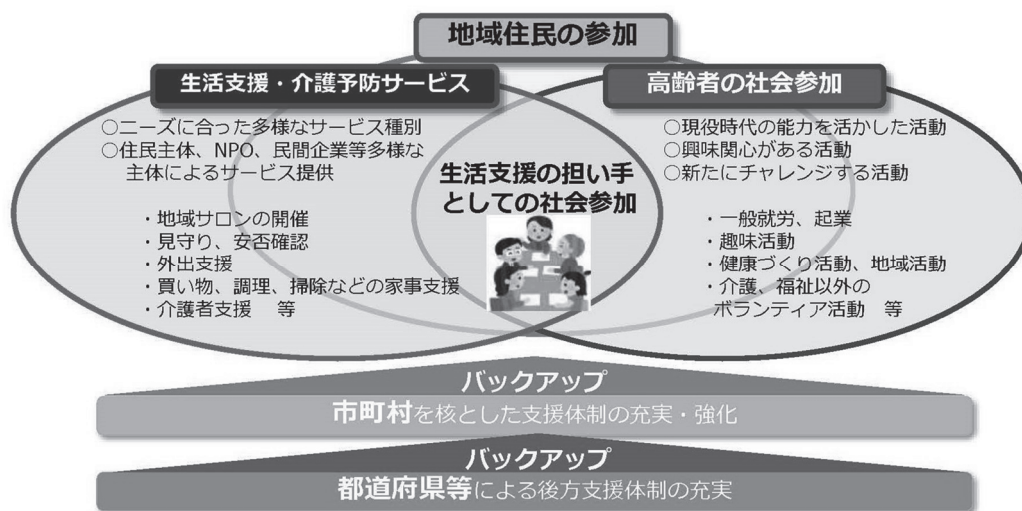 地域住民の参加
生活支援・介護予防サービス
○ニーズに合った多様なサービス種別
○住民主体、NPO、民間企業等多様な
主体によるサービス提供
・地域サロンの開催
・見守り、安否確認
・外出支援
・買い物、調理、掃除などの家事支援
・介護者支援　等
生活支援の担い手
としての社会参加
高齢者の社会参加
○現役時代の能力を活かした活動
○興味関心がある活動
○新たにチャレンジする活動
・一般就労、起業
・趣味活動
・健康づくり活動、地域活動
・介護、福祉以外の
ボランティア活動　等
バックアップ
市町村を核とした支援体制の充実・強化
バックアップ
都道府県等による後方支援体制の充実